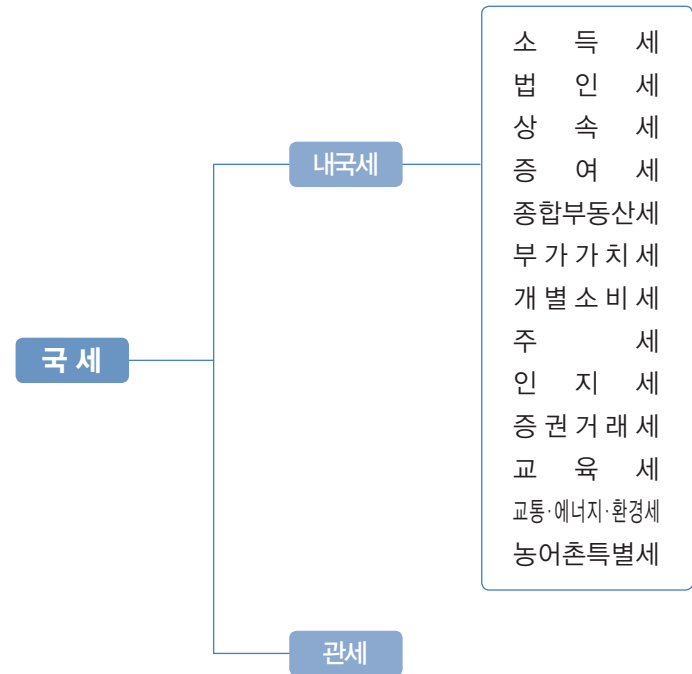 국 세
내국세
소 득 세
법 인 세
상 속 세
증 여 세
종합부동산세
부 가 가 치 세
개 별 소 비 세
주 세
인 지 세
증 권 거 래 세
교 육 세
교통·에너지·환경세
농어촌특별세
관세